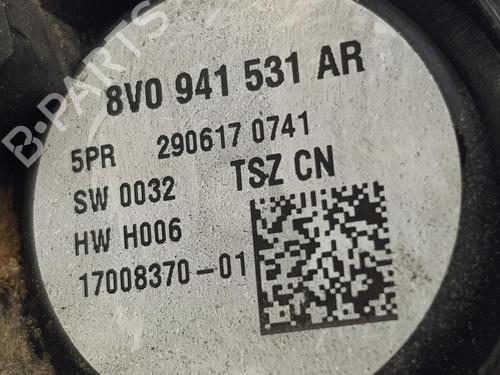 8V0 941 531 AR
5PR 290617 0741
SW 0032 TSZ CN
HW H006
17008370-01
B-PARTS